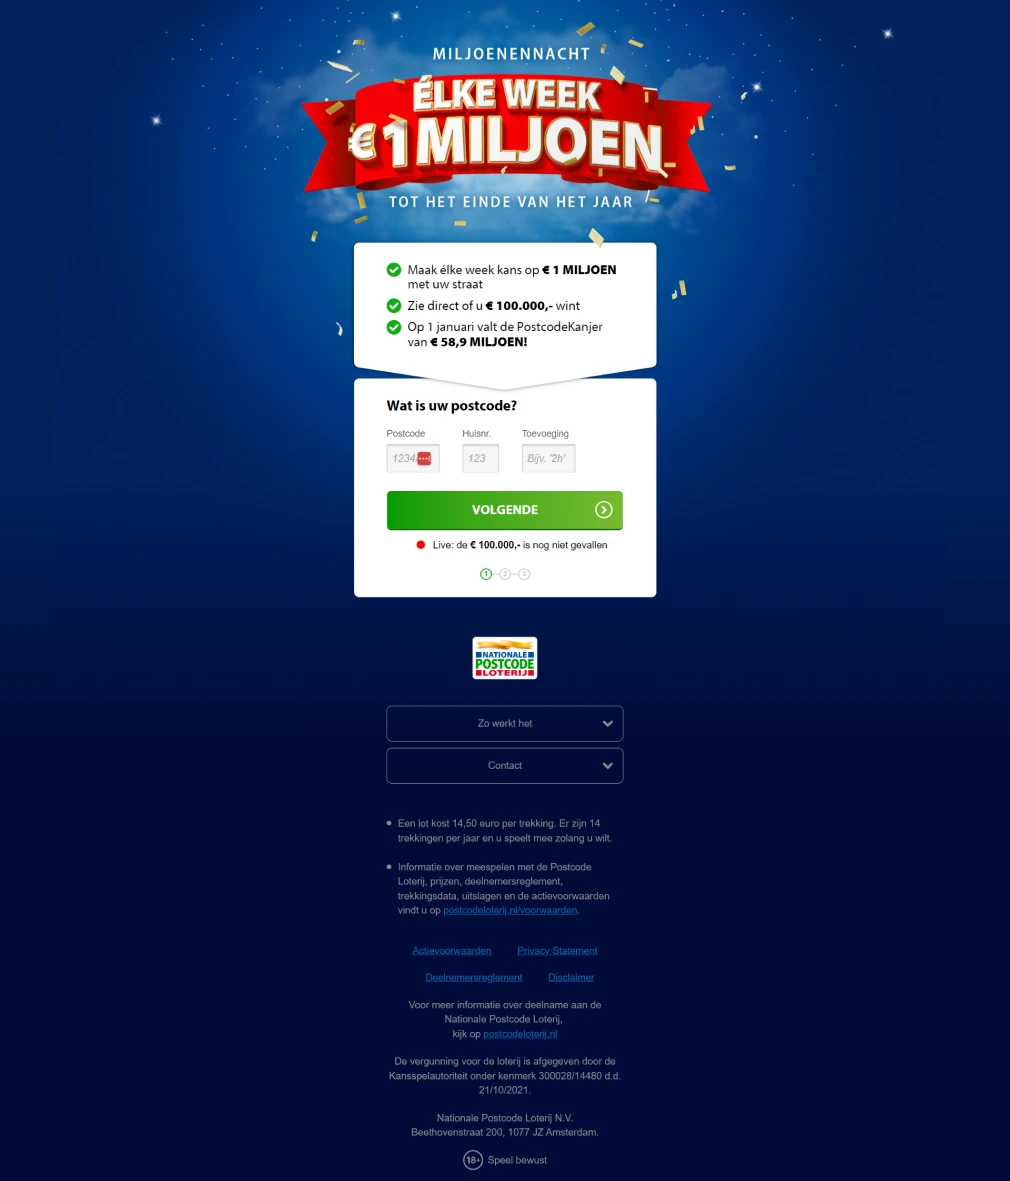 MILJOENENNACHT
ÉLKE WEEK
€ 1 MILJOEN
TOT HET EINDE VAN HET JAAR
Maak élke week kans op € 1 MILJOEN
met uw straat
Zie direct of u € 100.000,- wint
Op 1 januari valt de PostcodeKanjer
van € 58,9 MILJOEN!
Wat is uw postcode?
Postcode Huisnr. Toevoeging
1234 123 Bijv. '2h'
VOLGENDE
Live: de € 100.000,- is nog niet gevallen
1 2 3
NATIONALE
POSTCODE
LOTERIJ
Zo werkt het
Contact
Een lot kost 14,50 euro per trekking. Er zijn 14
trekkingen per jaar en u speelt mee zolang u wilt.
Informatie over meespelen met de Postcode
Loterij, prijzen, deelnemersreglement,
trekkingsdata, uitslagen en de actievoorwaarden
vindt u op postcodeloterij.nl/voorwaarden.
Actievoorwaarden Privacy Statement
Deelnemersreglement Disclaimer
Voor meer informatie over deelname aan de
Nationale Postcode Loterij,
kijk op postcodeloterij.nl
De vergunning voor de loterij is afgegeven door de
Kansspelautoriteit onder kenmerk 300028/14480 d.d.
21/10/2021.
Nationale Postcode Loterij N.V.
Beethovenstraat 200, 1077 JZ Amsterdam.
18+ Speel bewust